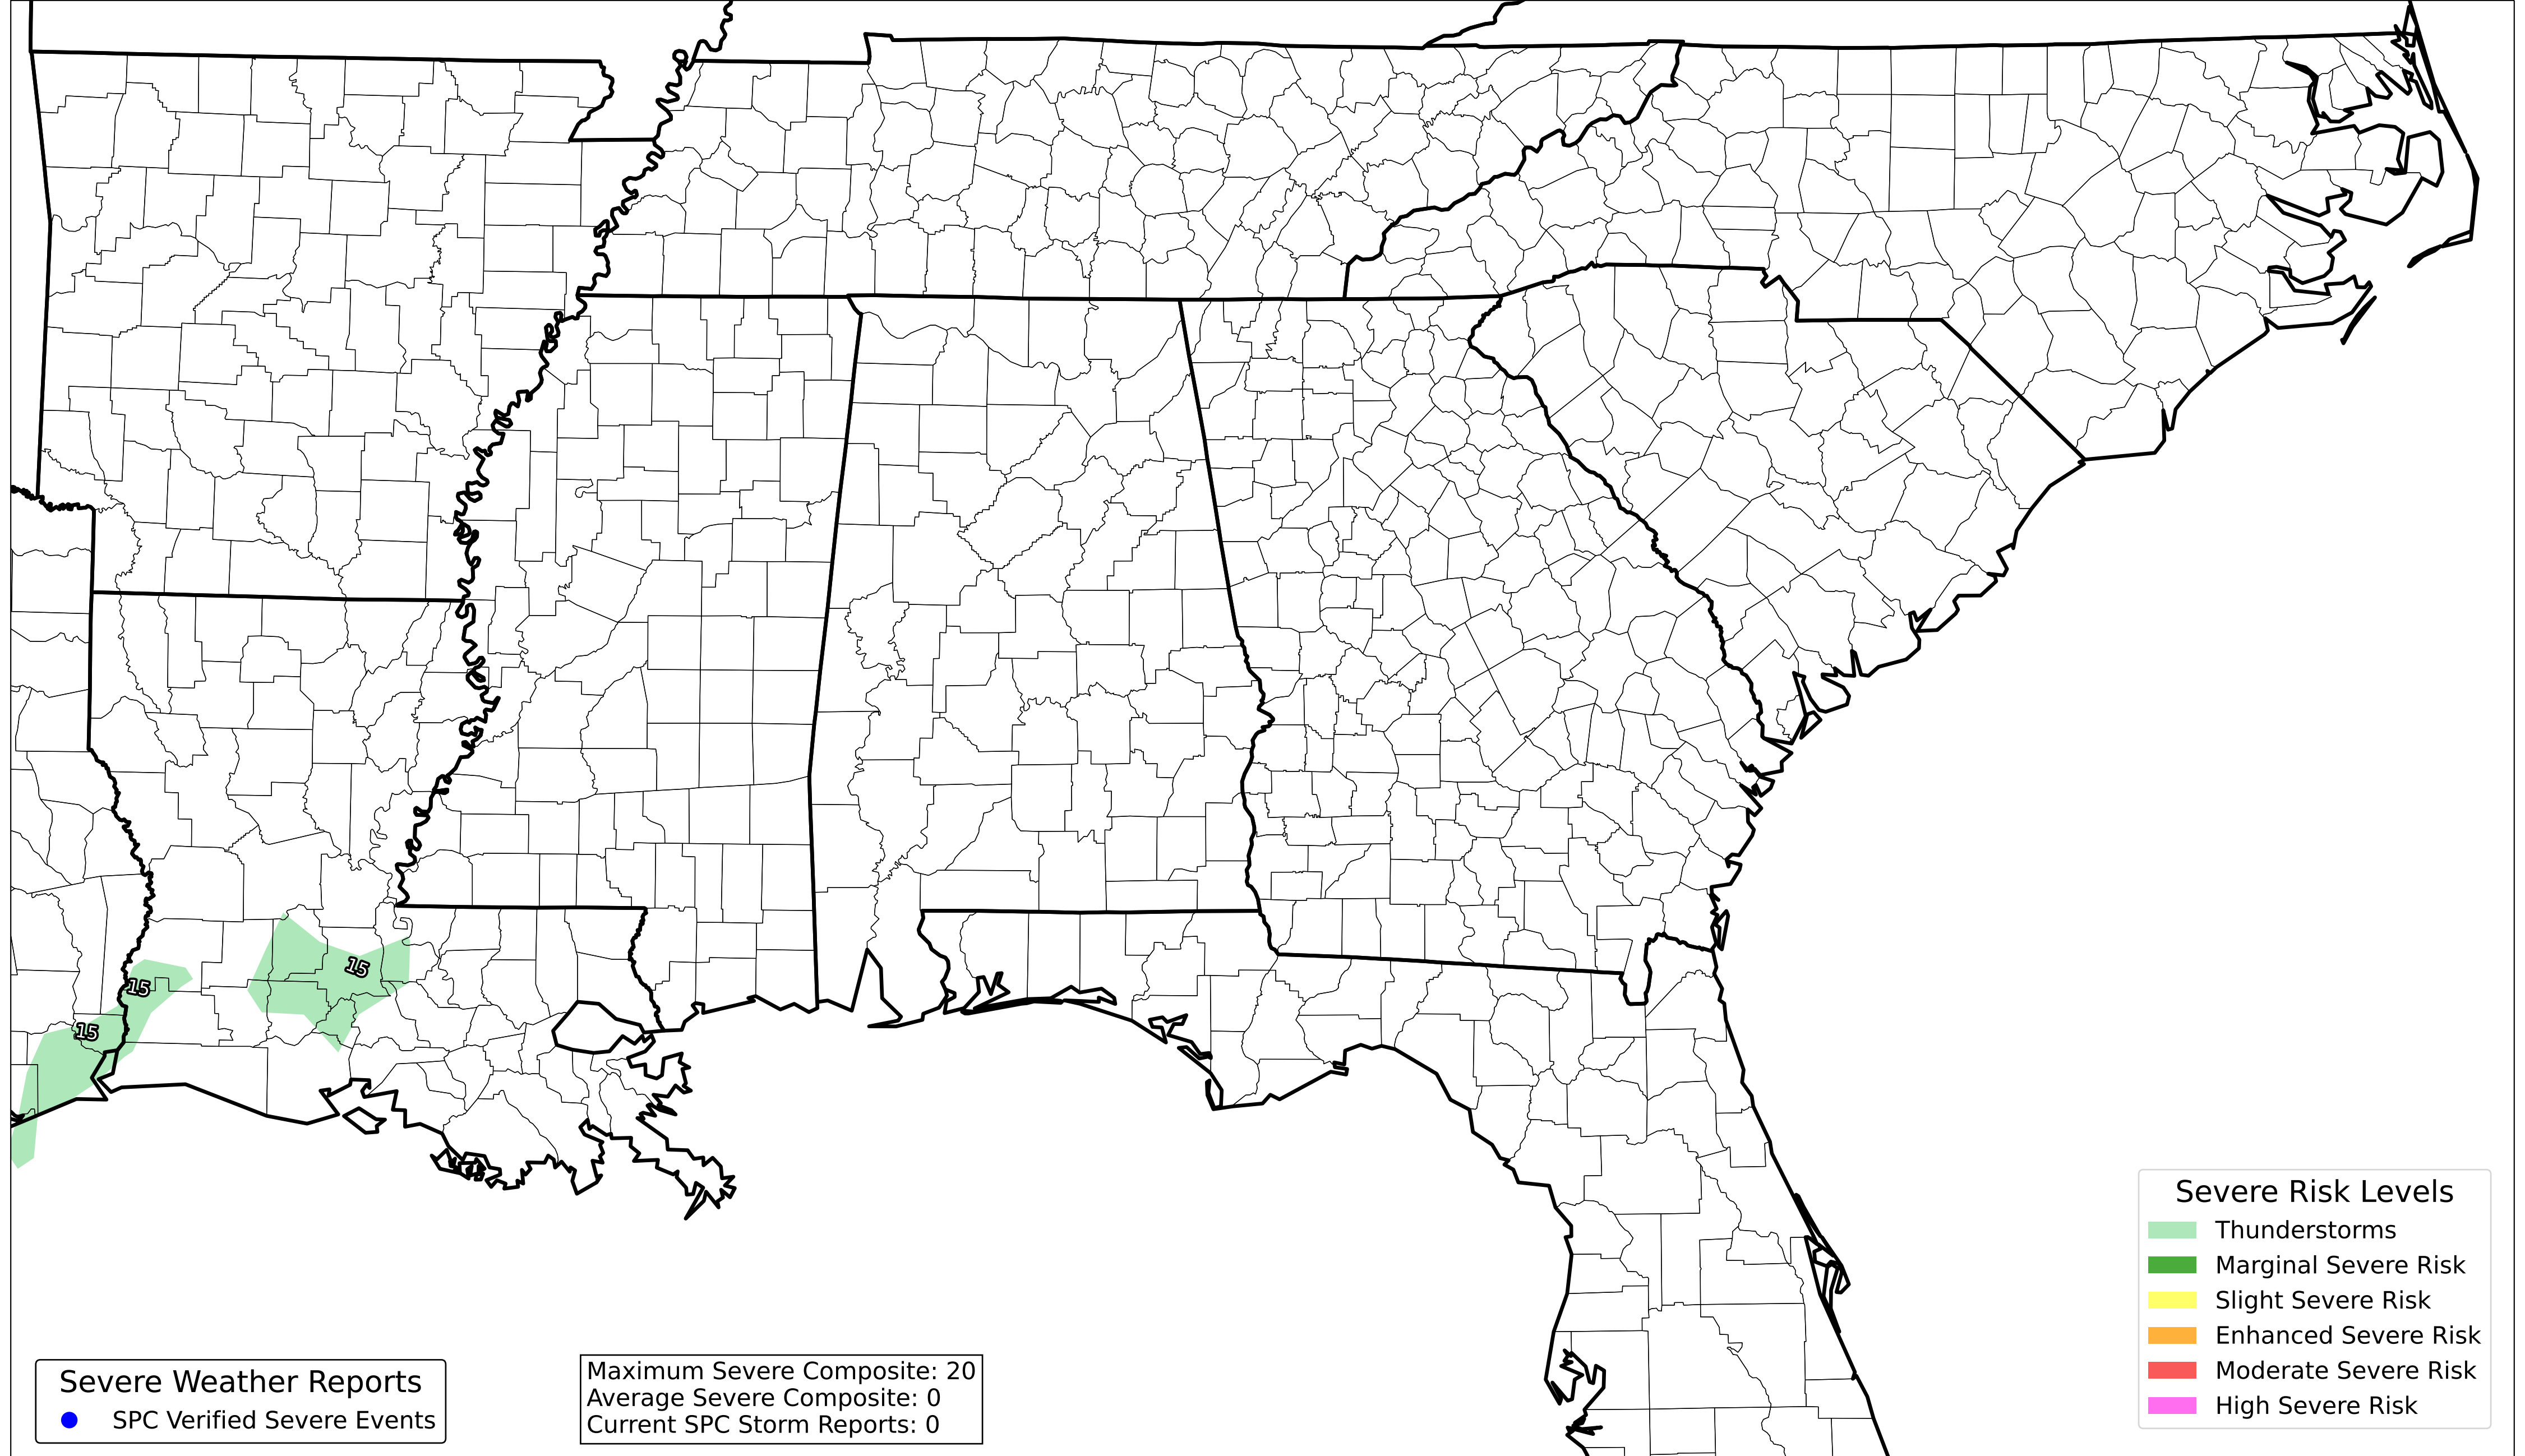 15
15
15
Severe Risk Levels
Thunderstorms
Marginal Severe Risk
Slight Severe Risk
Enhanced Severe Risk
Moderate Severe Risk
High Severe Risk
Severe Weather Reports
SPC Verified Severe Events
Maximum Severe Composite: 20
Average Severe Composite: 0
Current SPC Storm Reports: 0